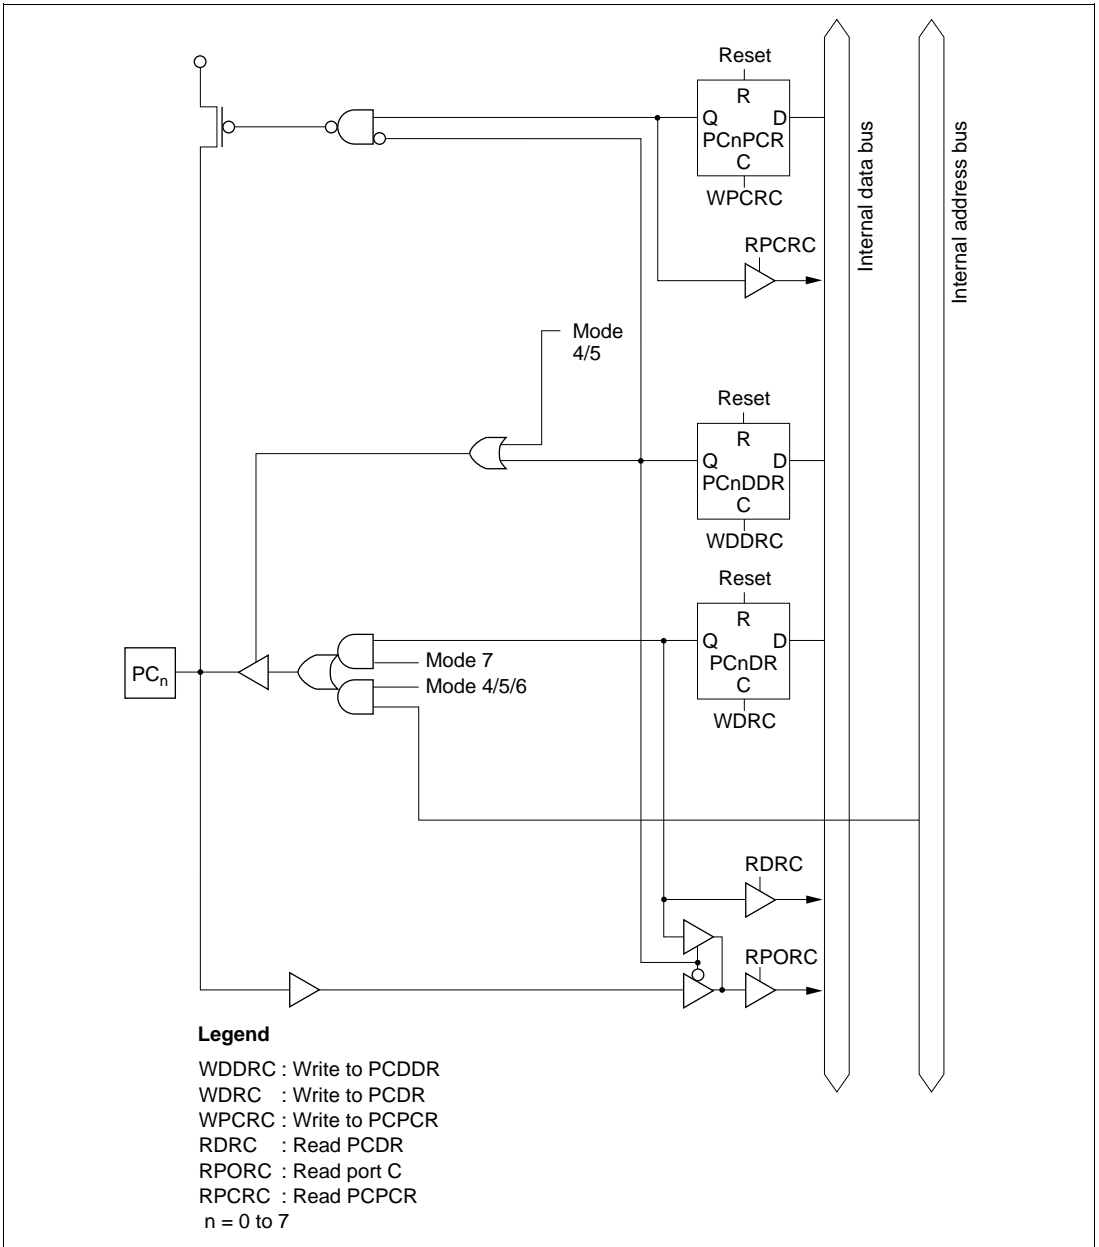 Reset
R
Q D
PCnPCR
C
WPCRC
RPCRC
Internal data bus
Internal address bus
Mode
4/5
Reset
R
Q D
PCnDDR
C
WDDRC
Reset
R
Q D
PCnDR
C
WDRC
PCn
Mode 7
Mode 4/5/6
RDRC
RPORC
Legend
WDDRC : Write to PCDDR
WDRC : Write to PCDR
WPCRC : Write to PCPCR
RDRC : Read PCDR
RPORC : Read port C
RPCRC : Read PCPCR
n = 0 to 7